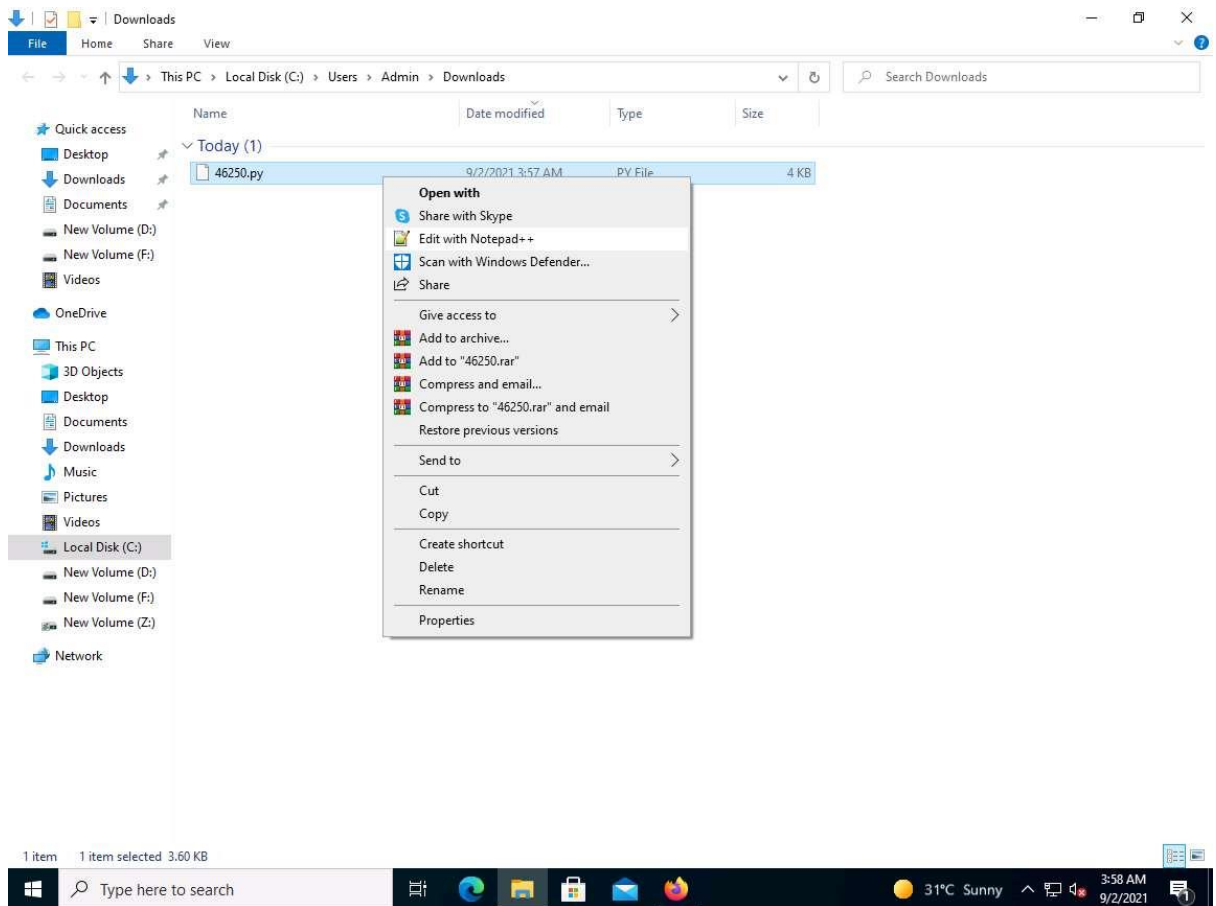 Downloads
File Home Share View
This PC > Local Disk (C:) > Users > Admin > Downloads
Search Downloads
Name Date modified Type Size
Quick access
Desktop
Downloads
Documents
New Volume (D:)
New Volume (F:)
Videos
OneDrive
This PC
3D Objects
Desktop
Documents
Downloads
Music
Pictures
Videos
Local Disk (C:)
New Volume (D:)
New Volume (F:)
New Volume (Z:)
Network
Today (1)
46250.py 9/2/2021 3:57 AM PY File 4 KB
Open with
Share with Skype
Edit with Notepad++
Scan with Windows Defender...
Share
Give access to
Add to archive...
Add to "46250.rar"
Compress and email...
Compress to "46250.rar" and email
Restore previous versions
Send to
Cut
Copy
Create shortcut
Delete
Rename
Properties
1 item 1 item selected 3.60 KB
Type here to search
31°C Sunny
3:58 AM
9/2/2021
1